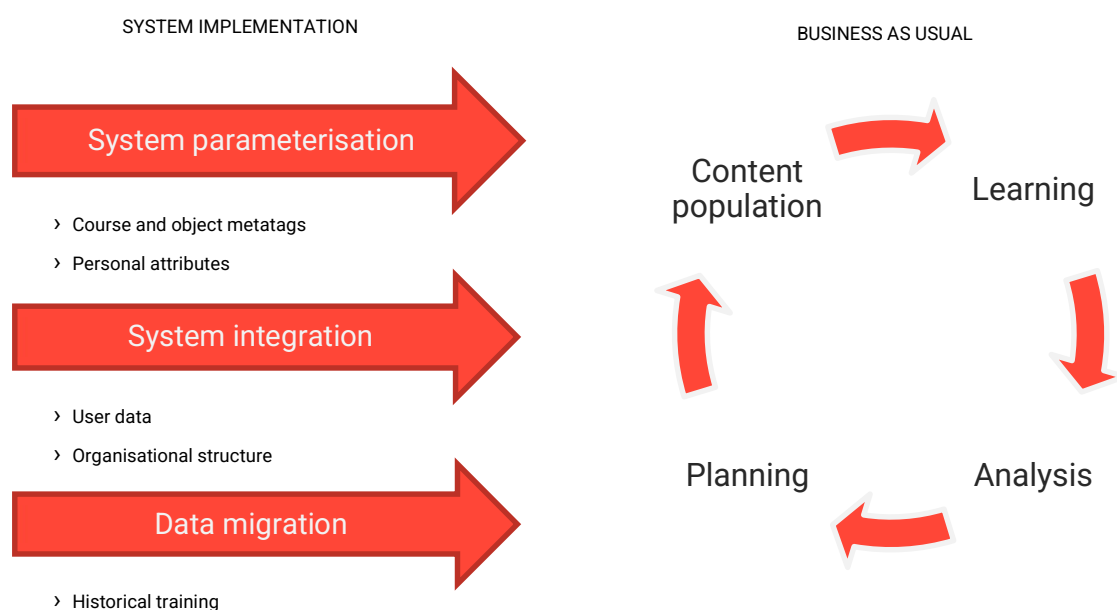 SYSTEM IMPLEMENTATION
System parameterisation
› Course and object metatags
› Personal attributes
System integration
› User data
› Organisational structure
Data migration
› Historical training
BUSINESS AS USUAL
Content
population
Learning
Analysis
Planning